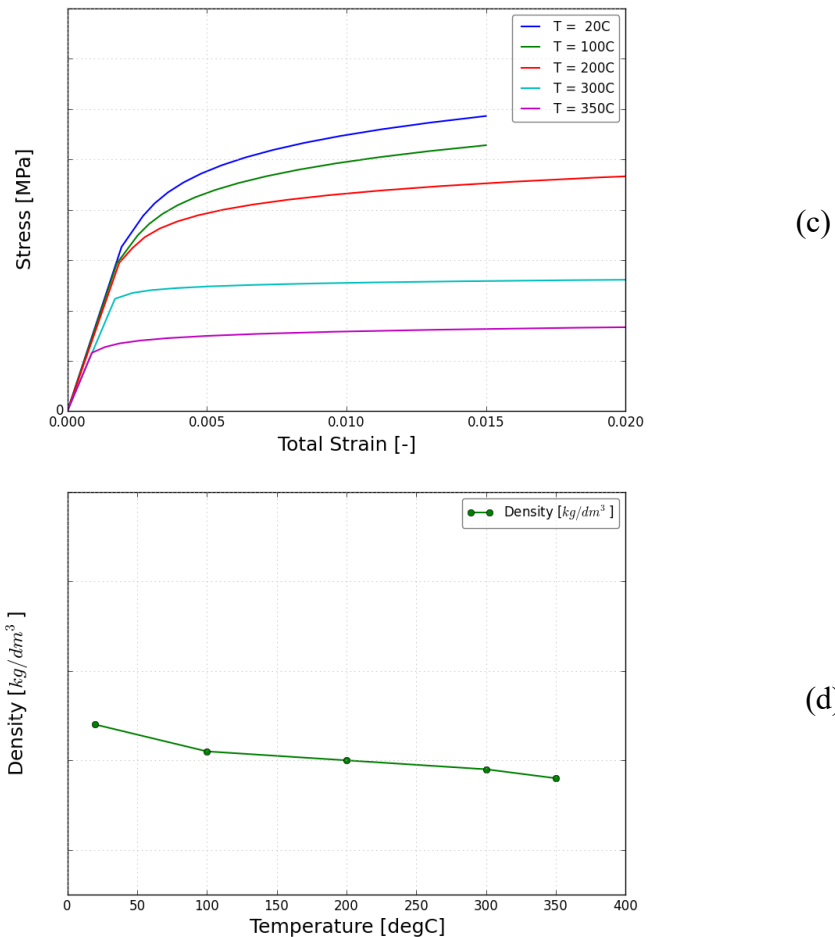 T = 20C
T = 100C
T = 200C
T = 300C
T = 350C
Stress [MPa]
(c)
0
0.000 0.005 0.010 0.015 0.020
Total Strain [-]
Density [kg/dm³]
Density [kg/dm³]
(d)
0 50 100 150 200 250 300 350 400
Temperature [degC]